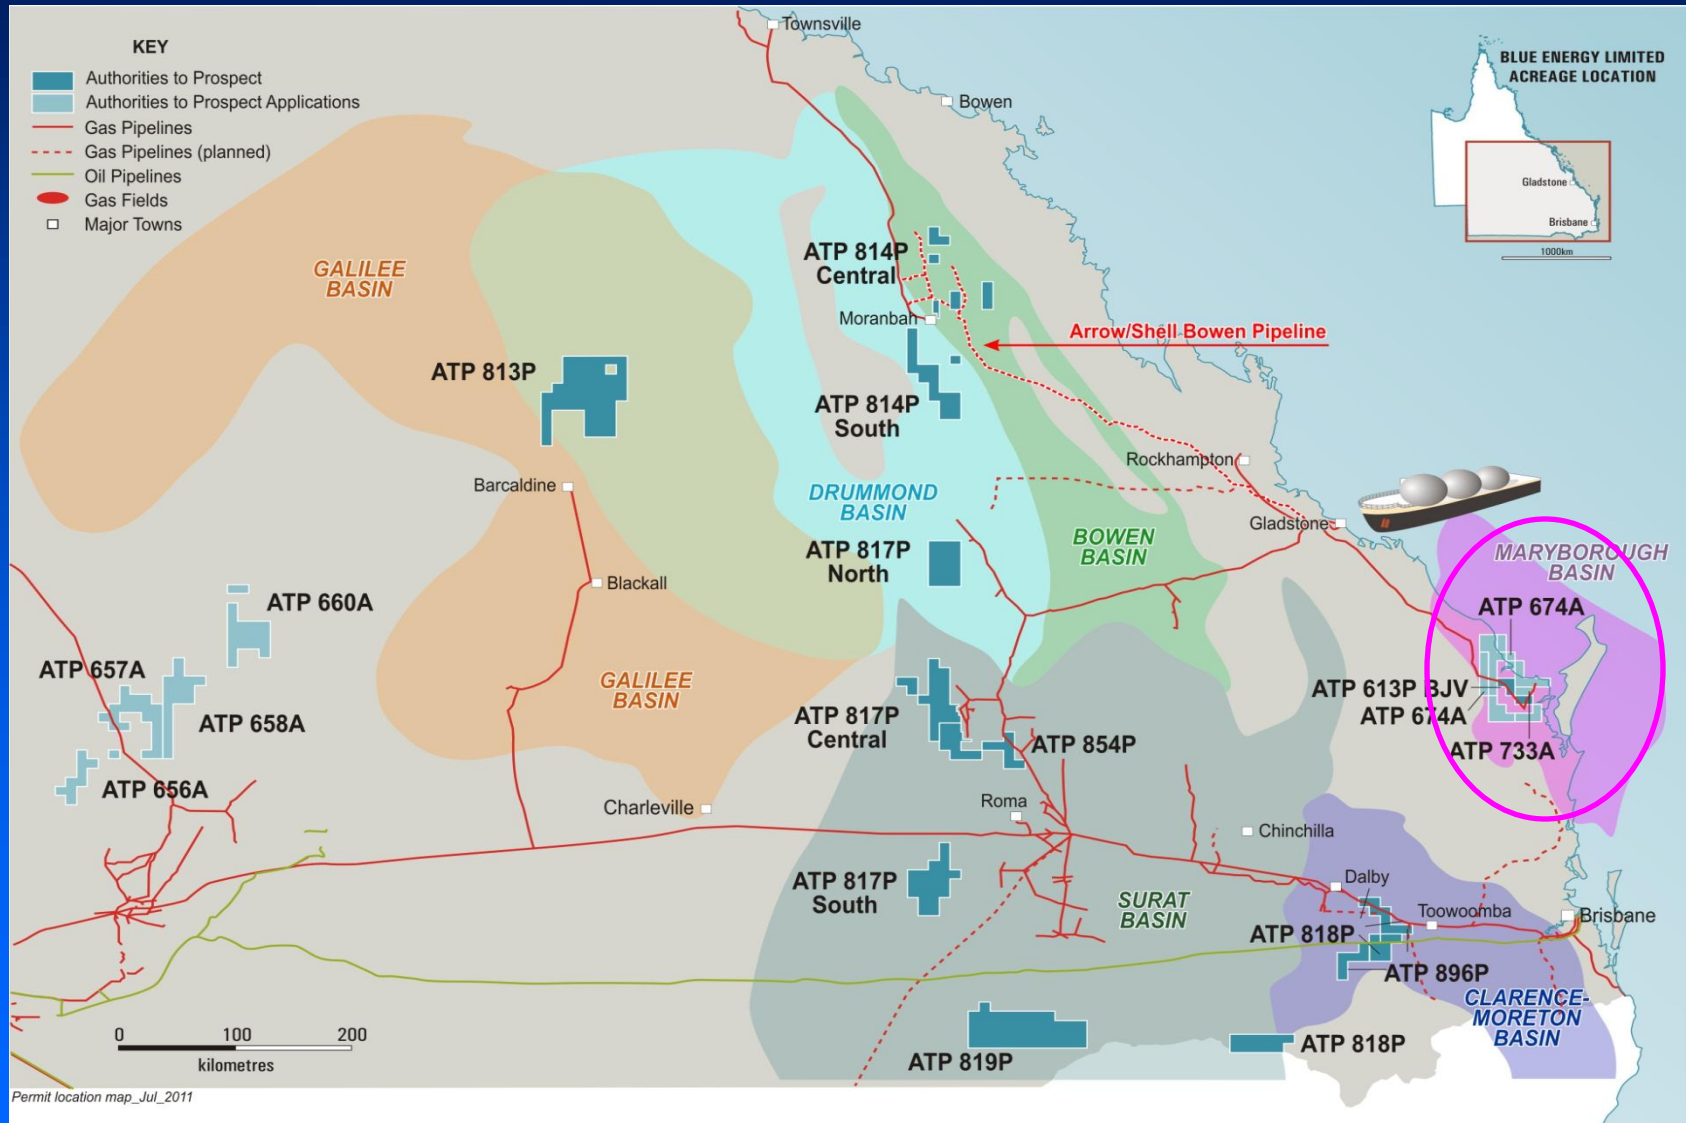 KEY
Authorities to Prospect
Authorities to Prospect Applications
Gas Pipelines
Gas Pipelines (planned)
Oil Pipelines
Gas Fields
Major Towns
Townsville
Bowen
BLUE ENERGY LIMITED
ACREAGE LOCATION
Gladstone
Brisbane
1000km
GALILEE
BASIN
ATP 814P
Central
Moranbah
Arrow/Shell Bowen Pipeline
ATP 813P
ATP 814P
South
Rockhampton
Barcaldine
DRUMMOND
BASIN
Gladstone
BOWEN
BASIN
MARYBOROUGH
BASIN
ATP 817P
North
Blackall
ATP 660A
ATP 674A
ATP 657A
GALILEE
BASIN
ATP 613P BJV
ATP 674A
ATP 658A
ATP 817P
Central
ATP 854P
ATP 733A
ATP 656A
Charleville
Roma
Chinchilla
ATP 817P
South
Dalby
SURAT
BASIN
Toowoomba
Brisbane
ATP 818P
ATP 896P
CLARENCE-
MORETON
BASIN
0 100 200
kilometres
ATP 819P
ATP 818P
Permit location map_Jul_2011